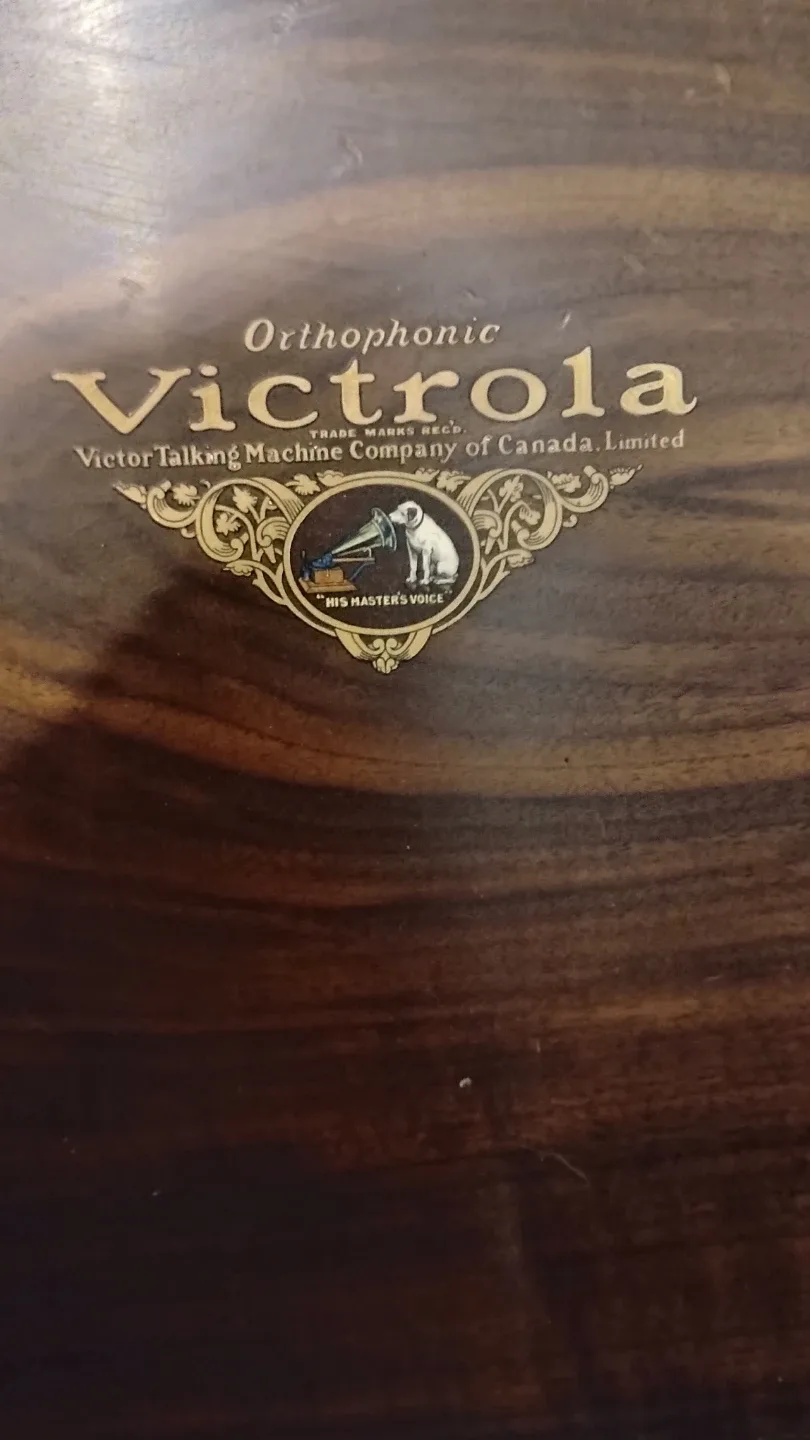 Orthophonic
Victrola
TRADE MARKS REG'D.
Victor Talking Machine Company of Canada. Limited
"HIS MASTER'S VOICE"